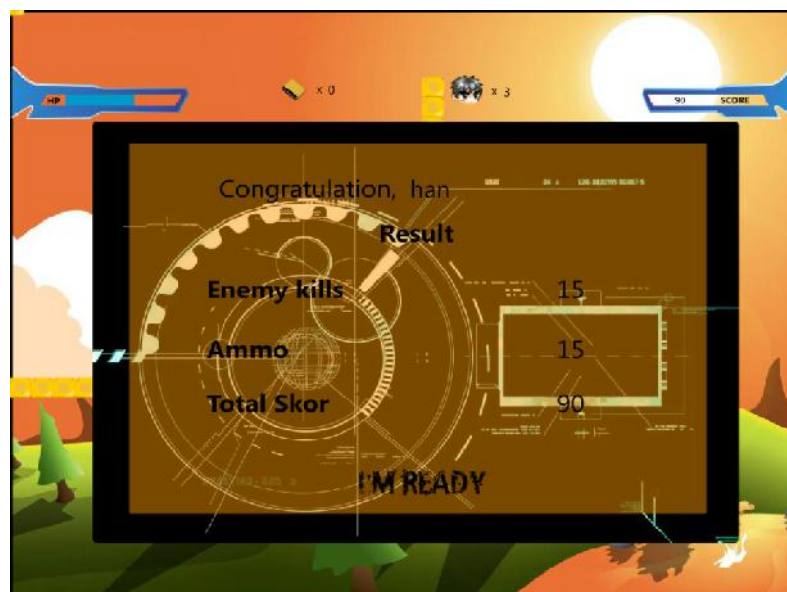 HP × 0 × 3 90 SCORE
Congratulation, han
Result
Enemy kills 15
Ammo 15
Total Skor 90
I'M READY